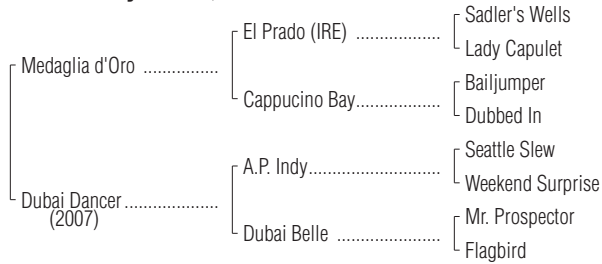 Sadler's Wells
El Prado (IRE) ..................
Lady Capulet
Medaglia d'Oro ................
Bailjumper
Cappucino Bay....................
Dubbed In
Seattle Slew
A.P. Indy...............................
Weekend Surprise
Dubai Dancer ....................
(2007)
Mr. Prospector
Dubai Belle .......................
Flagbird